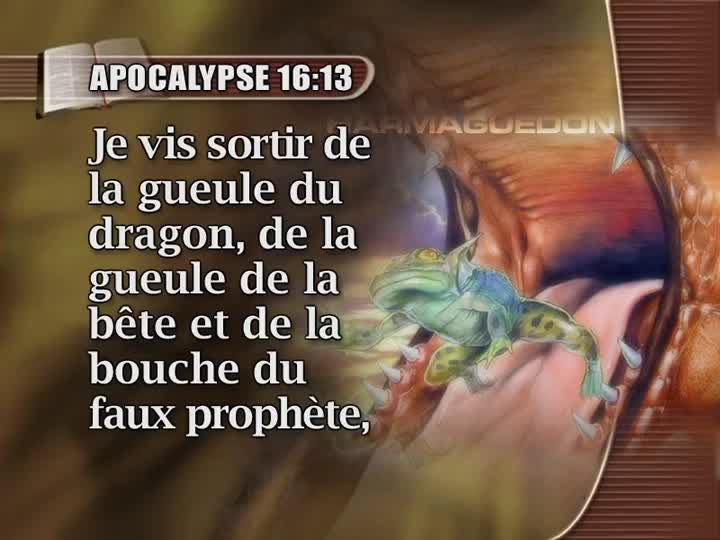 APOCALYPSE 16:13
HARMAGUEDON
Je vis sortir de
la gueule du
dragon, de la
gueule de la
bête et de la
bouche du
faux prophète,